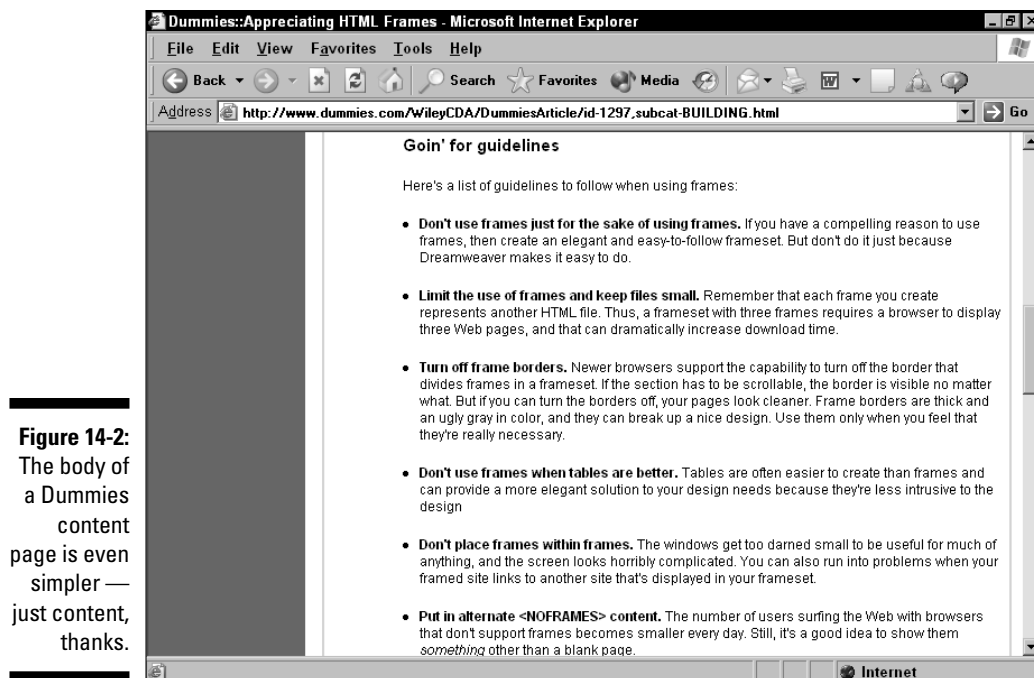 Dummies::Appreciating HTML Frames - Microsoft Internet Explorer
File Edit View Favorites Tools Help
Back Search Favorites Media
Address http://www.dummies.com/WileyCDA/DummiesArticle/id-1297,subcat-BUILDING.html Go
Goin' for guidelines
Here's a list of guidelines to follow when using frames:
• Don't use frames just for the sake of using frames. If you have a compelling reason to use
frames, then create an elegant and easy-to-follow frameset. But don't do it just because
Dreamweaver makes it easy to do.
• Limit the use of frames and keep files small. Remember that each frame you create
represents another HTML file. Thus, a frameset with three frames requires a browser to display
three Web pages, and that can dramatically increase download time.
• Turn off frame borders. Newer browsers support the capability to turn off the border that
divides frames in a frameset. If the section has to be scrollable, the border is visible no matter
what. But if you can turn the borders off, your pages look cleaner. Frame borders are thick and
an ugly gray in color, and they can break up a nice design. Use them only when you feel that
they're really necessary.
• Don't use frames when tables are better. Tables are often easier to create than frames and
can provide a more elegant solution to your design needs because they're less intrusive to the
design
• Don't place frames within frames. The windows get too darned small to be useful for much of
anything, and the screen looks horribly complicated. You can also run into problems when your
framed site links to another site that's displayed in your frameset.
• Put in alternate <NOFRAMES> content. The number of users surfing the Web with browsers
that don't support frames becomes smaller every day. Still, it's a good idea to show them
something other than a blank page.
Internet
Figure 14-2:
The body of
a Dummies
content
page is even
simpler —
just content,
thanks.